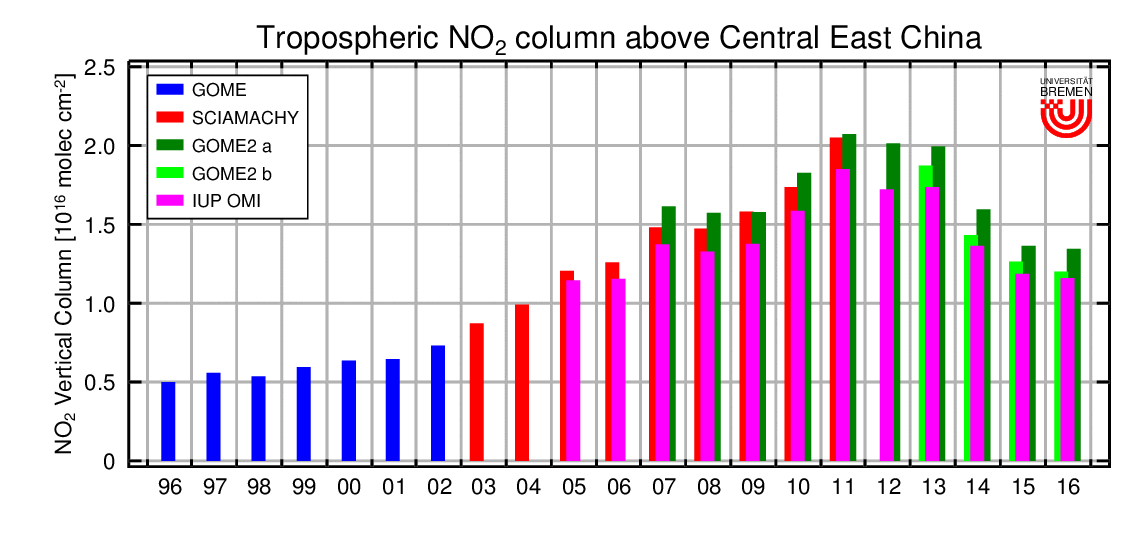 Tropospheric NO₂ column above Central East China
NO₂ Vertical Column [10¹⁶ molec cm⁻²]
2.5
2.0
1.5
1.0
0.5
0
GOME
SCIAMACHY
GOME2 a
GOME2 b
IUP OMI
UNIVERSITÄT
BREMEN
96 97 98 99 00 01 02 03 04 05 06 07 08 09 10 11 12 13 14 15 16